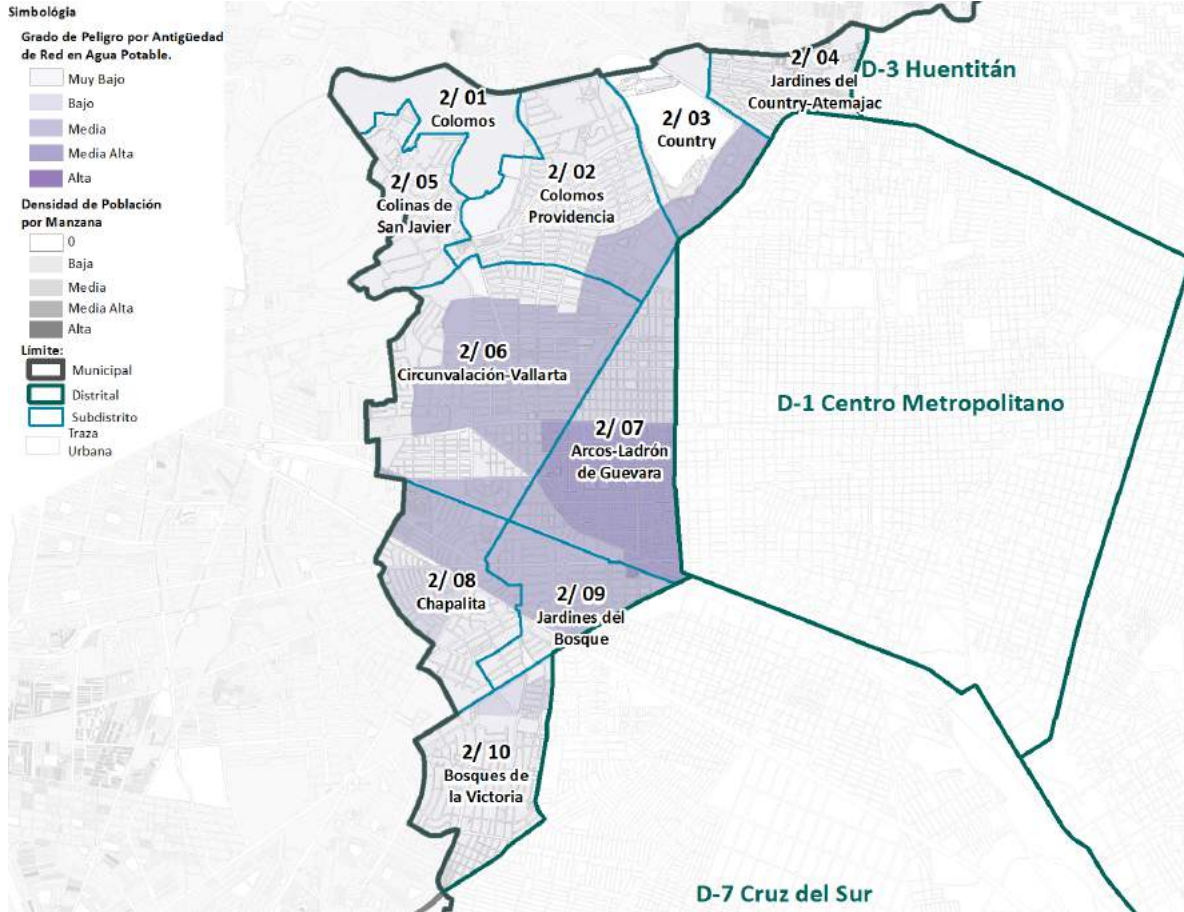 Simbología
Grado de Peligro por Antigüedad
de Red en Agua Potable.
Muy Bajo
Bajo
Media
Media Alta
Alta
Densidad de Población
por Manzana
0
Baja
Media
Media Alta
Alta
Límite:
Municipal
Distrital
Subdistrito
Traza
Urbana
2/ 01
Colomos
2/ 02
Colomos
Providencia
2/ 03
Country
2/ 04
Jardines del
Country-Atemajac
D-3 Huentitán
2/ 05
Colinas de
San Javier
2/ 06
Circunvalación-Vallarta
2/ 07
Arcos-Ladrón
de Guevara
D-1 Centro Metropolitano
2/ 08
Chapalita
2/ 09
Jardines del
Bosque
2/ 10
Bosques de
la Victoria
D-7 Cruz del Sur